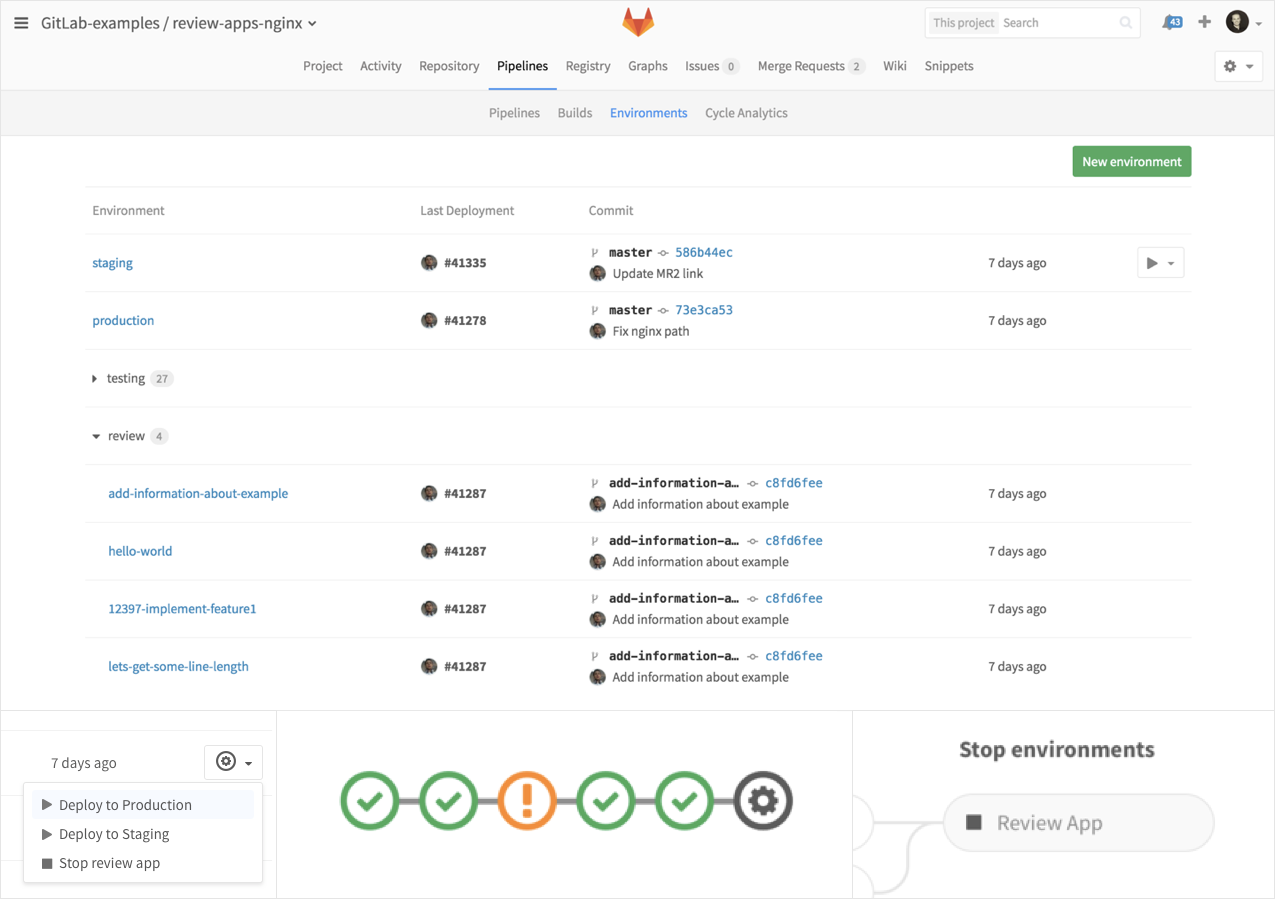 GitLab-examples / review-apps-nginx
This project Search
43
Project Activity Repository Pipelines Registry Graphs Issues 0 Merge Requests 2 Wiki Snippets
Pipelines Builds Environments Cycle Analytics
New environment
Environment Last Deployment Commit
staging #41335 master 586b44ec 7 days ago
Update MR2 link
production #41278 master 73e3ca53 7 days ago
Fix nginx path
testing 27
review 4
add-information-about-example #41287 add-information-a… c8fd6fee 7 days ago
Add information about example
hello-world #41287 add-information-a… c8fd6fee 7 days ago
Add information about example
12397-implement-feature1 #41287 add-information-a… c8fd6fee 7 days ago
Add information about example
lets-get-some-line-length #41287 add-information-a… c8fd6fee 7 days ago
Add information about example
7 days ago
Deploy to Production
Deploy to Staging
Stop review app
Stop environments
Review App